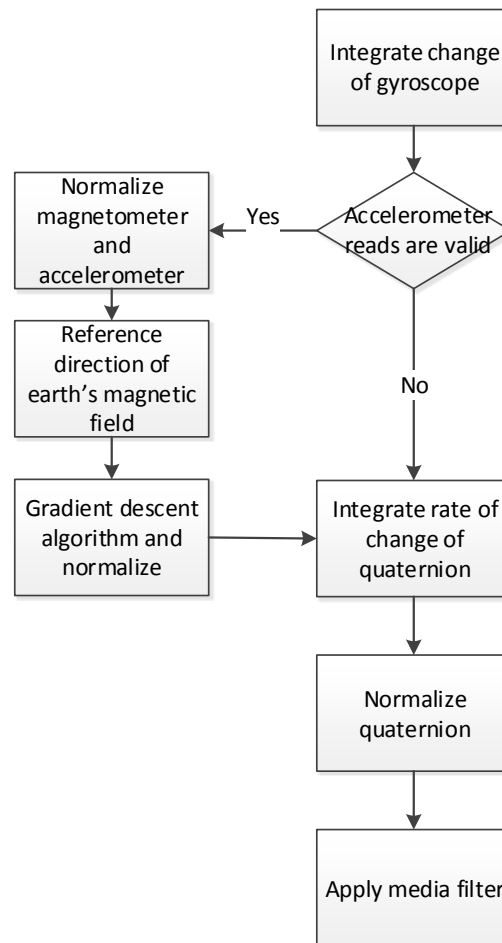 Integrate change
of gyroscope
Accelerometer
reads are valid
Yes
Normalize
magnetometer
and
accelerometer
Reference
direction of
earth’s magnetic
field
No
Gradient descent
algorithm and
normalize
Integrate rate of
change of
quaternion
Normalize
quaternion
Apply media filter